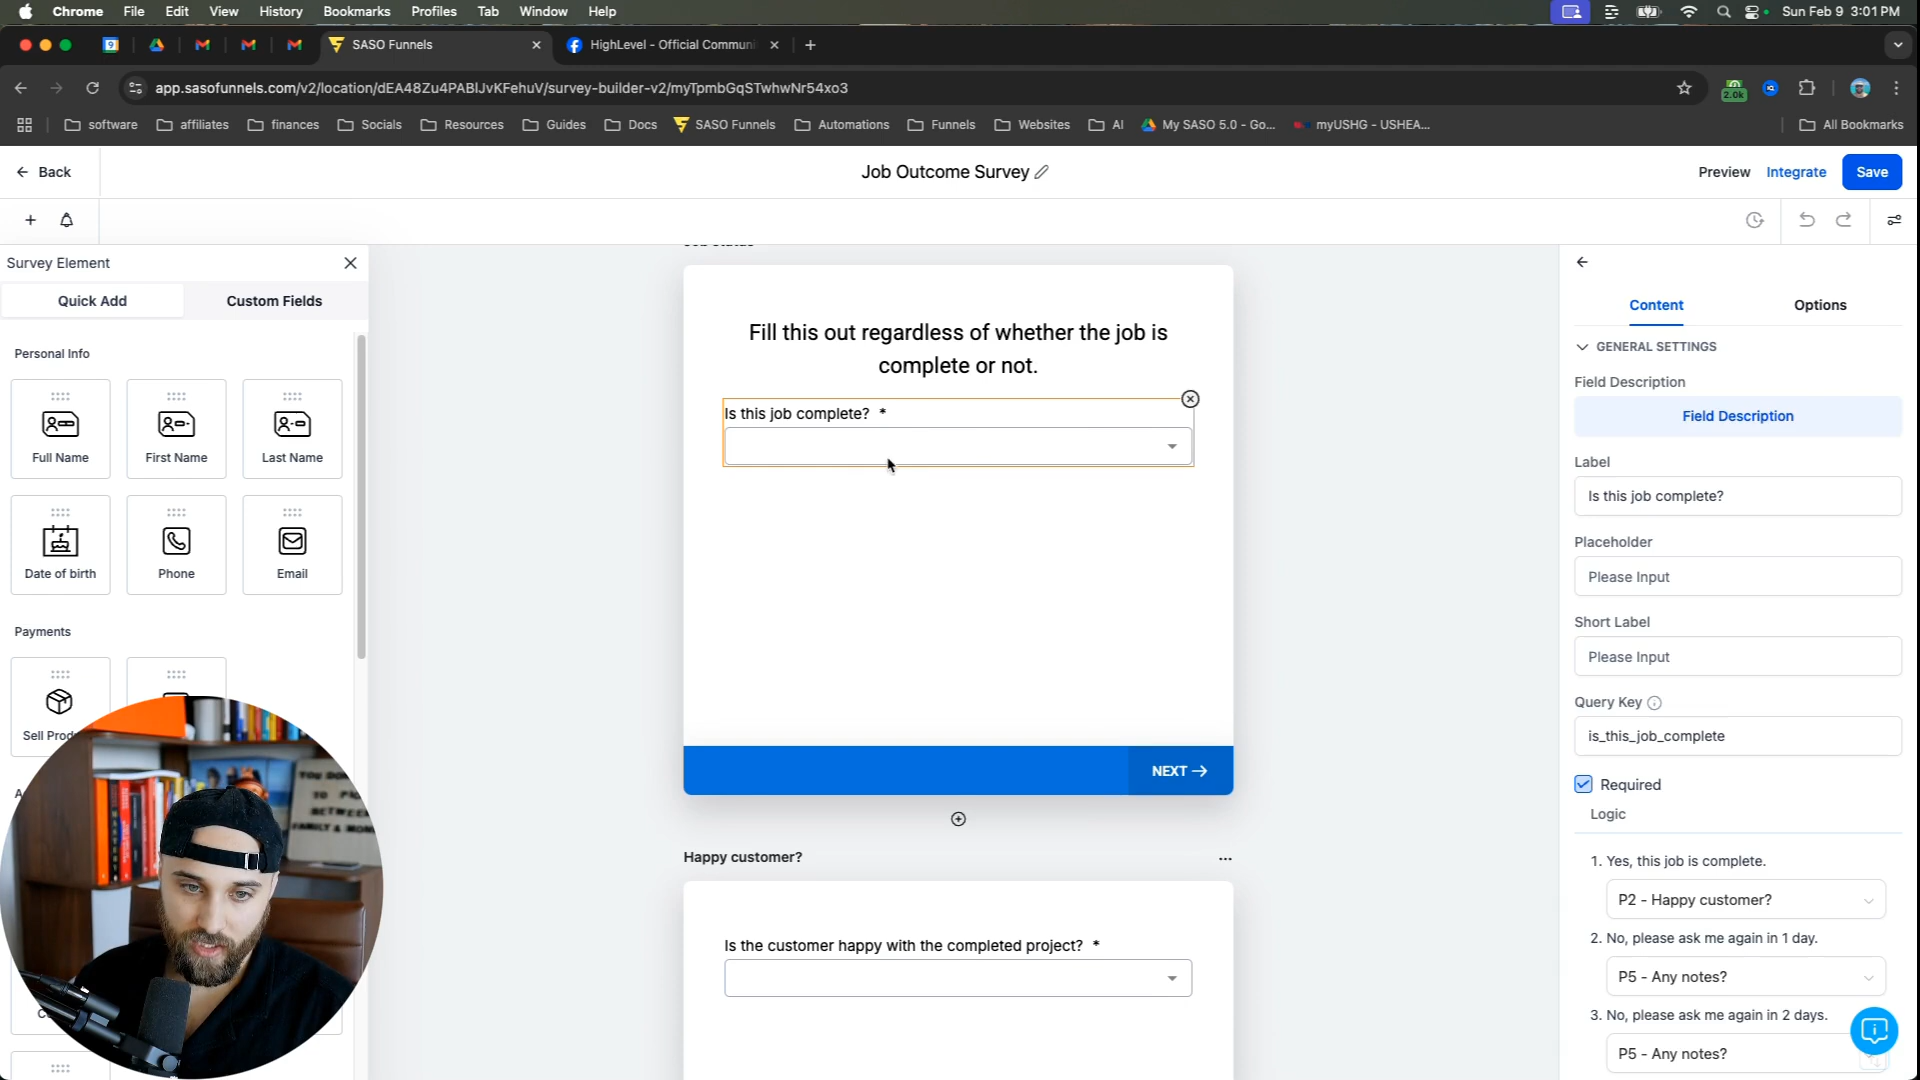 Chrome File Edit View History Bookmarks Profiles Tab Window Help
Sun Feb 9 3:01 PM
SASO Funnels
HighLevel - Official Commun
app.sasofunnels.com/v2/location/dEA48Zu4PABIJvKFehuV/survey-builder-v2/myTpmbGqSTwhwNr54xo3
2.0k
software affiliates finances Socials Resources Guides Docs SASO Funnels Automations Funnels Websites AI My SASO 5.0 - Go... myUSHG - USHEA... All Bookmarks
Back
Job Outcome Survey
Preview Integrate Save
Survey Element
Quick Add Custom Fields
Personal Info
Full Name First Name Last Name
Date of birth Phone Email
Payments
Sell Prod
Fill this out regardless of whether the job is
complete or not.
Is this job complete? *
NEXT
Happy customer?
Is the customer happy with the completed project? *
Content Options
GENERAL SETTINGS
Field Description
Field Description
Label
Is this job complete?
Placeholder
Please Input
Short Label
Please Input
Query Key
is_this_job_complete
Required
Logic
1. Yes, this job is complete.
P2 - Happy customer?
2. No, please ask me again in 1 day.
P5 - Any notes?
3. No, please ask me again in 2 days.
P5 - Any notes?